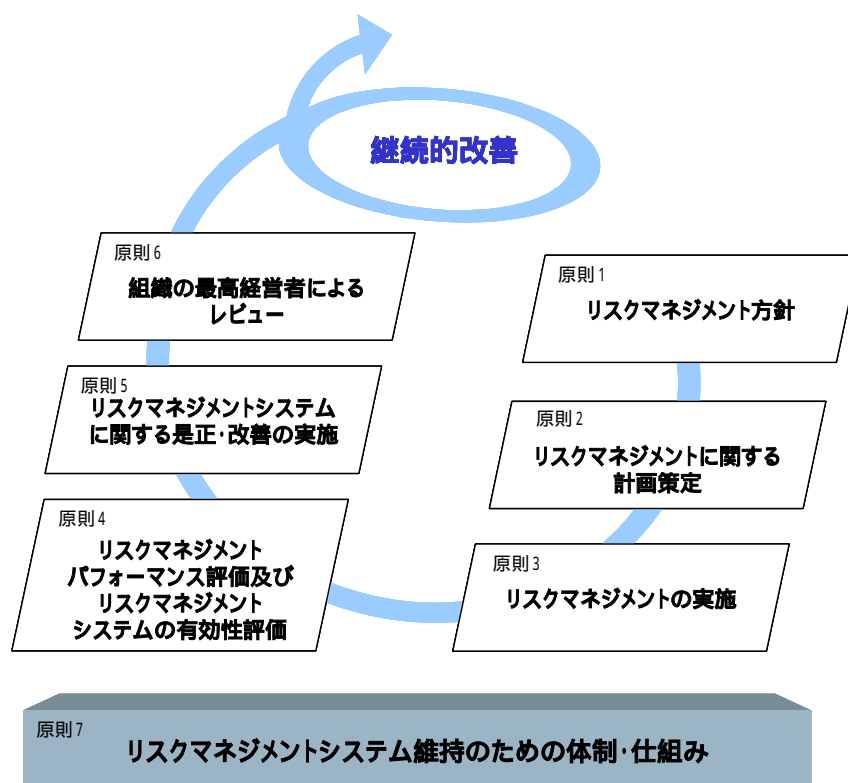 継続的改善
原則1
リスクマネジメント方針
原則2
リスクマネジメントに関する
計画策定
原則3
リスクマネジメントの実施
原則4
リスクマネジメント
パフォーマンス評価及び
リスクマネジメント
システムの有効性評価
原則5
リスクマネジメントシステム
に関する是正・改善の実施
原則6
組織の最高経営者による
レビュー
原則7
リスクマネジメントシステム維持のための体制・仕組み